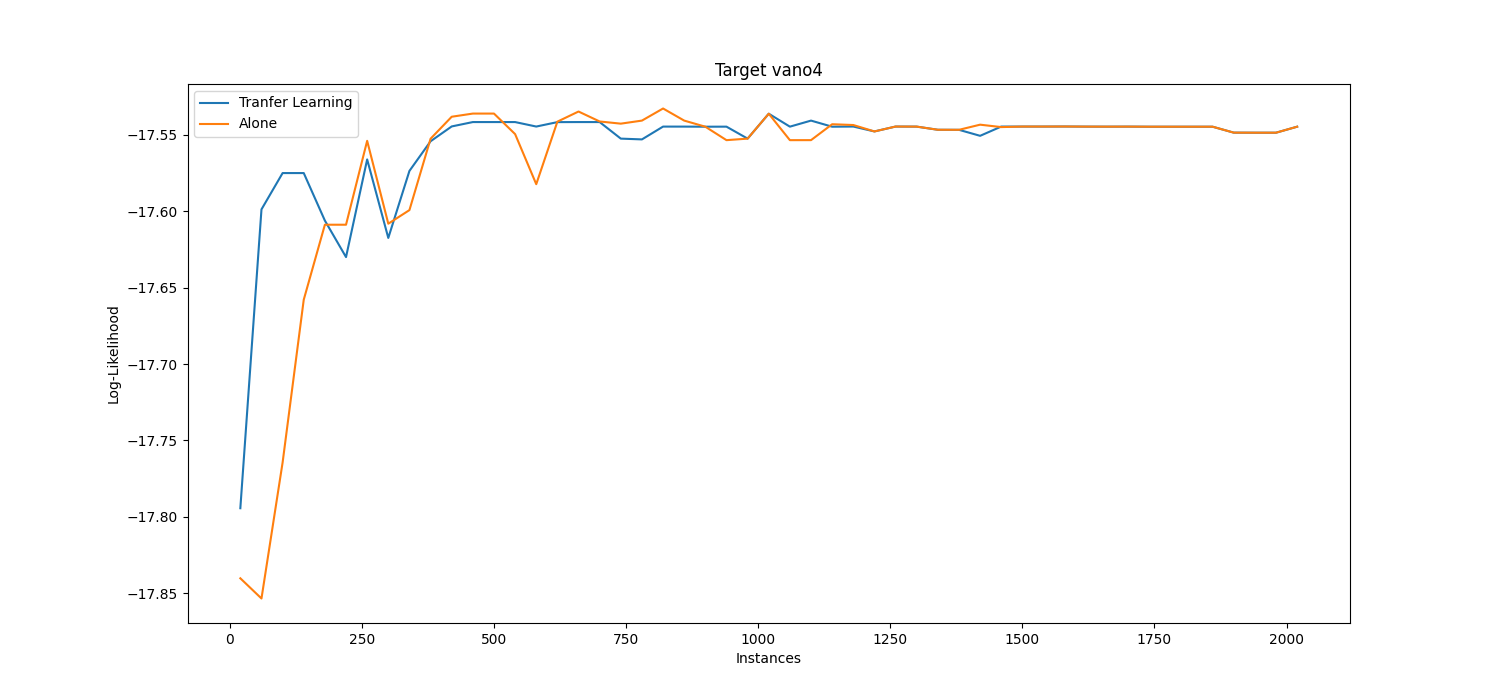 Target vano4
Tranfer Learning
Alone
−17.55
−17.60
−17.65
−17.70
−17.75
−17.80
−17.85
Log-Likelihood
0 250 500 750 1000 1250 1500 1750 2000
Instances